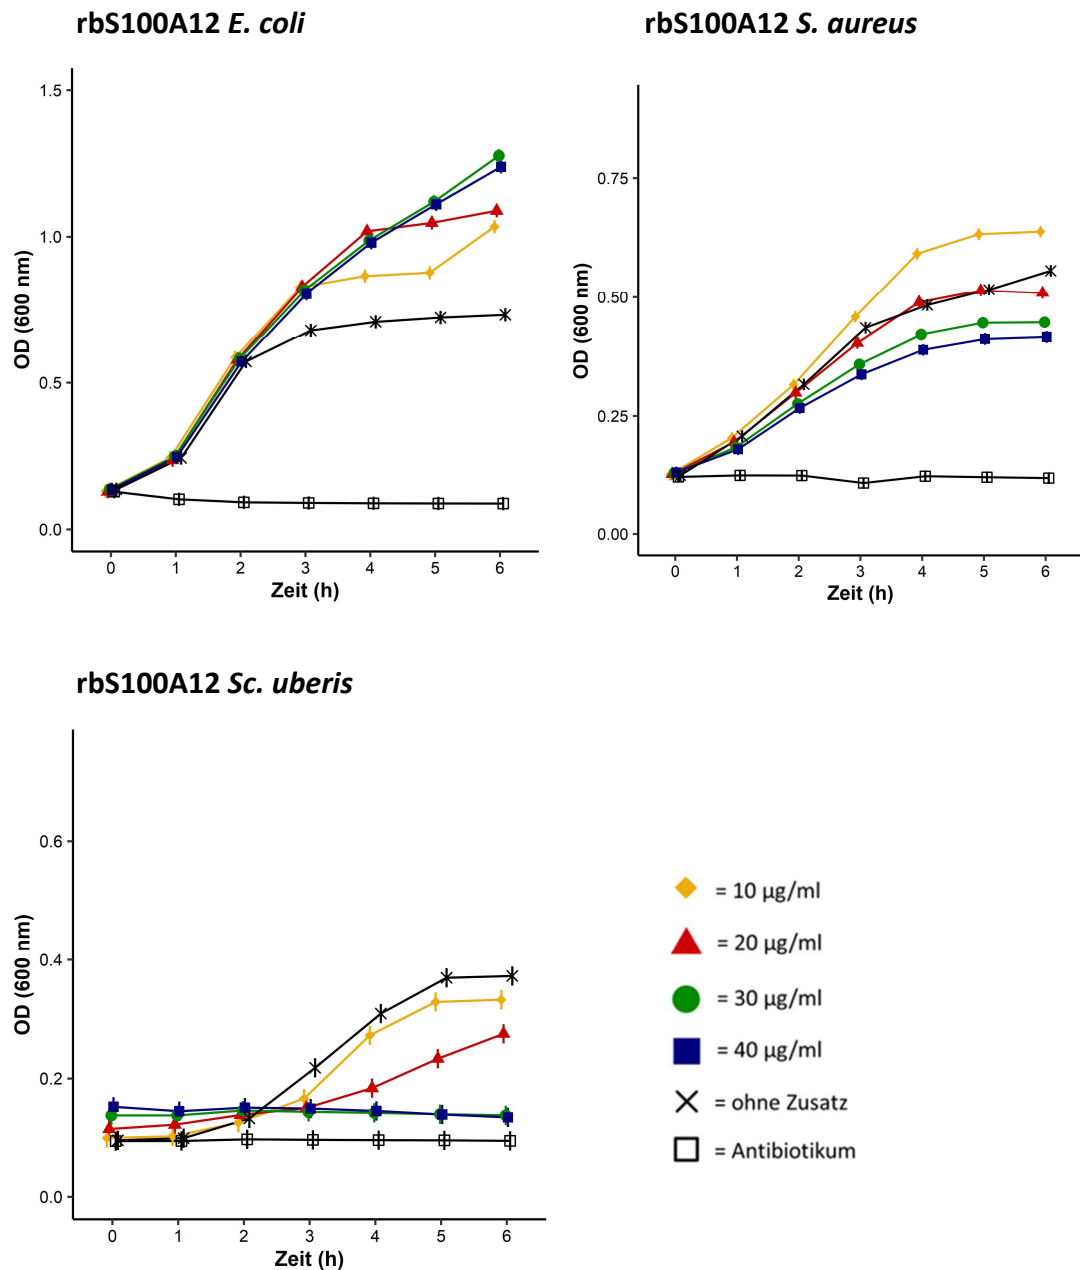 rbS100A12 E. coli
1.5
1.0
0.5
0.0
OD (600 nm)
0 1 2 3 4 5 6
Zeit (h)
rbS100A12 S. aureus
0.75
0.50
0.25
0.00
OD (600 nm)
0 1 2 3 4 5 6
Zeit (h)
rbS100A12 Sc. uberis
0.6
0.4
0.2
0.0
OD (600 nm)
0 1 2 3 4 5 6
Zeit (h)
= 10 µg/ml
= 20 µg/ml
= 30 µg/ml
= 40 µg/ml
= ohne Zusatz
= Antibiotikum